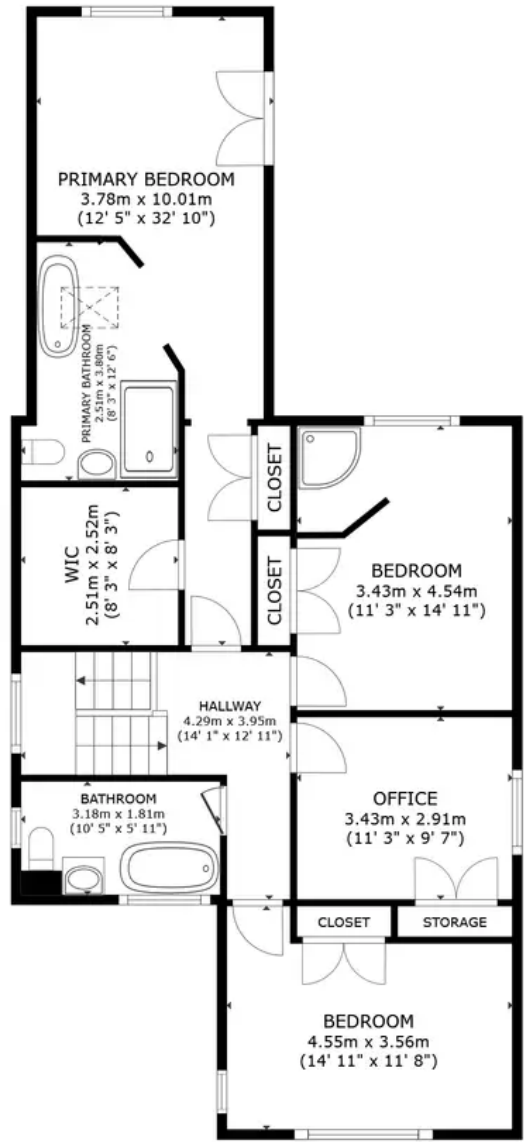 PRIMARY BEDROOM
3.78m x 10.01m
(12' 5" x 32' 10")
PRIMARY BATHROOM
2.51m x 3.80m
(8' 3" x 12' 6")
CLOSET
WIC
2.51m x 2.52m
(8' 3" x 8' 3")
CLOSET
BEDROOM
3.43m x 4.54m
(11' 3" x 14' 11")
HALLWAY
4.29m x 3.95m
(14' 1" x 12' 11")
BATHROOM
3.18m x 1.81m
(10' 5" x 5' 11")
OFFICE
3.43m x 2.91m
(11' 3" x 9' 7")
CLOSET
STORAGE
BEDROOM
4.55m x 3.56m
(14' 11" x 11' 8")